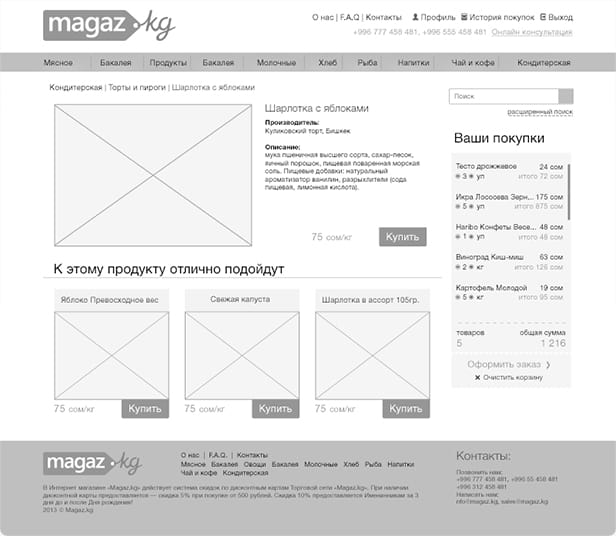 magaz.kg
О нас | F.A.Q | Контакты
Профиль История покупок Выход
+996 777 458 481, +996 555 458 481 Онлайн консультация
Мясное Бакалея Продукты Бакалея Молочные Хлеб Рыба Напитки Чай и кофе Кондитерская
Кондитерская | Торты и пироги | Шарлотка с яблоками
Шарлотка с яблоками
Производитель:
Куликовский торт, Бишкек
Описание:
мука пшеничная высшего сорта, сахар-песок,
яичный порошок, пищевая поваренная морская
соль. Пищевые добавки: натуральный
ароматизатор ванилин, разрыхлители (сода
пищевая, лимонная кислота).
75 сом/кг
Купить
Поиск
расширенный поиск
Ваши покупки
Тесто дрожжевое 24 сом
3 уп итого 72 сом
Икра Лососева Зерн,.. 175 сом
5 уп итого 875 сом
Haribo Конфеты Весе... 48 сом
1 уп итого 48 сом
Виноград Киш-миш 63 сом
2 кг итого 126 сом
Картофель Молодой 19 сом
5 кг итого 95 сом
товаров общая сумма
5 1 216
Оформить заказ
Очистить корзину
К этому продукту отлично подойдут
Яблоко Превосходное вес
75 сом/кг
Купить
Свежая капуста
75 сом/кг
Купить
Шарлотка в ассорт 105гр.
75 сом/кг
Купить
magaz.kg
О нас | F.A.Q. | Контакты
Мясное Бакалея Овощи Бакалея Молочные Хлеб Рыба Напитки
Чай и кофе Кондитерская
В Интернет магазине «Magaz.kg» действует система скидок по дисконтным картам Торговой сети «Magaz.kg». При наличии
дисконтной карты предоставляется — скидка 5% при покупке от 500 рублей. Скидка 10% предоставляется Именинникам за 3
дня до и после Дня рождения!
2013 © Magaz.kg
Контакты:
Позвонить нам:
+996 777 458 481, +996 55 458 481
+996 312 458 481
Написать нам:
info@magaz.kg, sales@magaz.kg